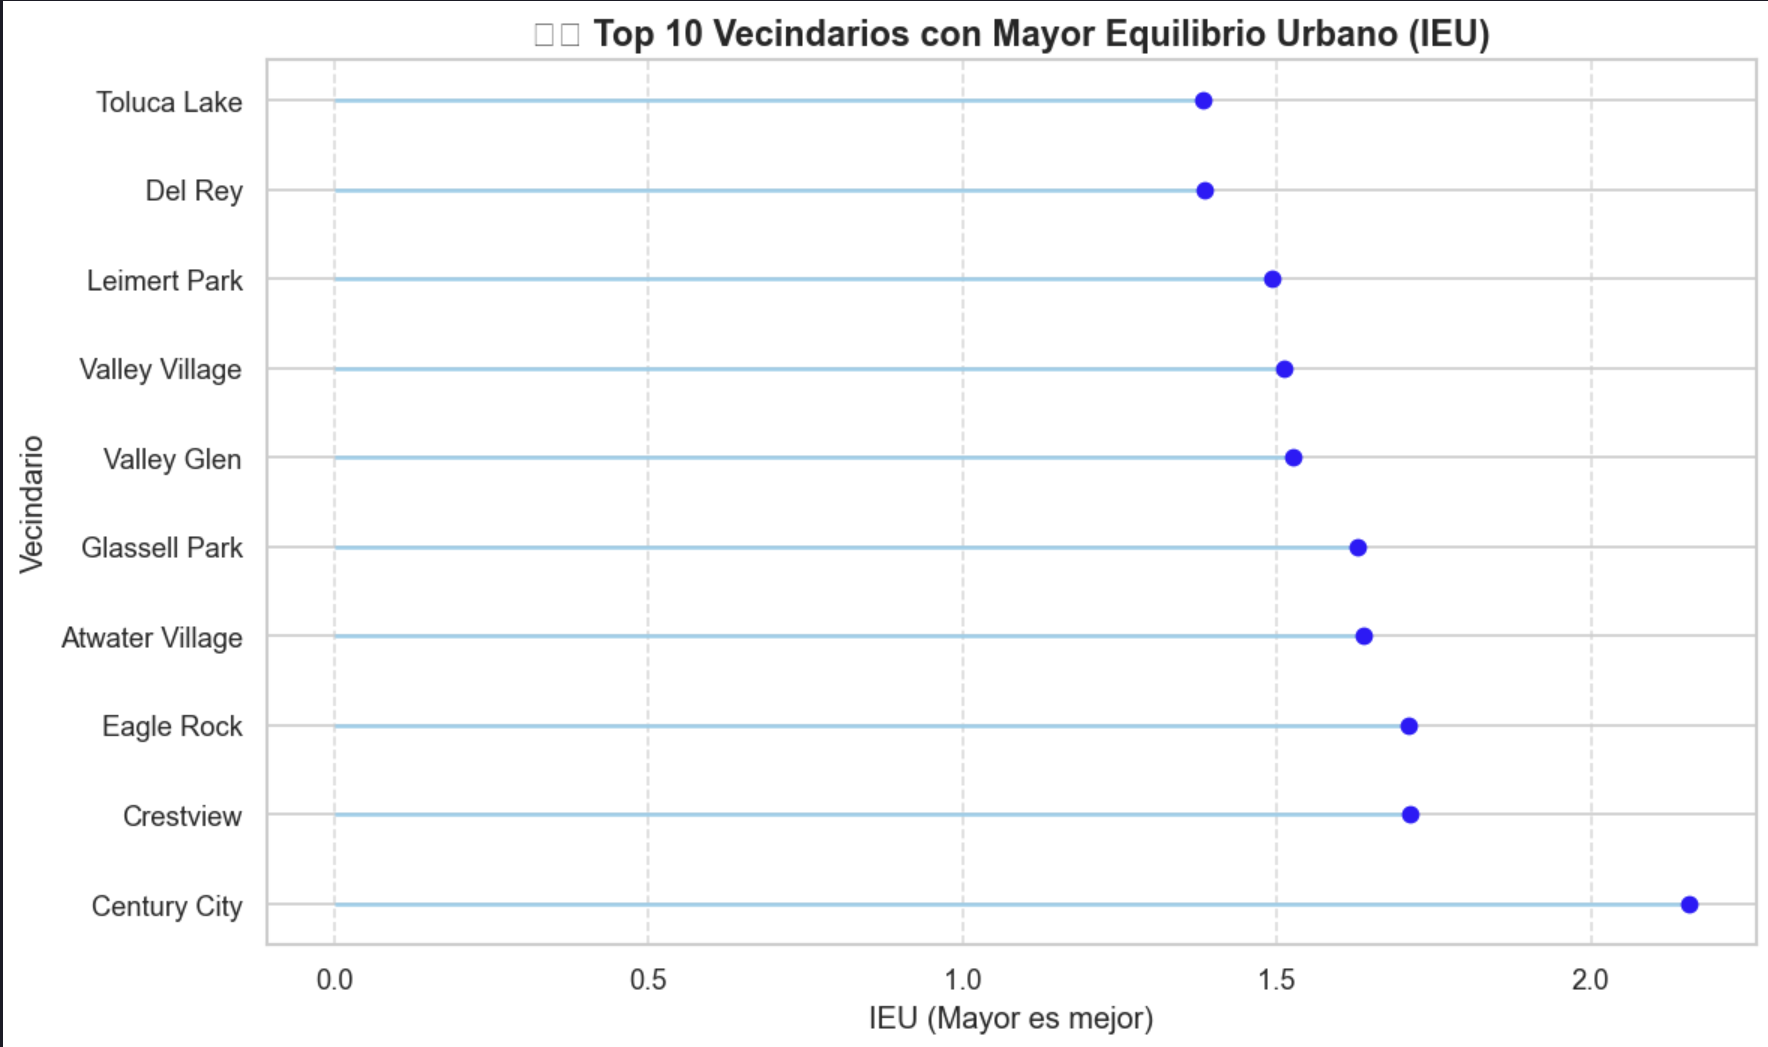 Top 10 Vecindarios con Mayor Equilibrio Urbano (IEU)
Toluca Lake
Del Rey
Leimert Park
Valley Village
Valley Glen
Glassell Park
Atwater Village
Eagle Rock
Crestview
Century City
Vecindario
0.0 0.5 1.0 1.5 2.0
IEU (Mayor es mejor)